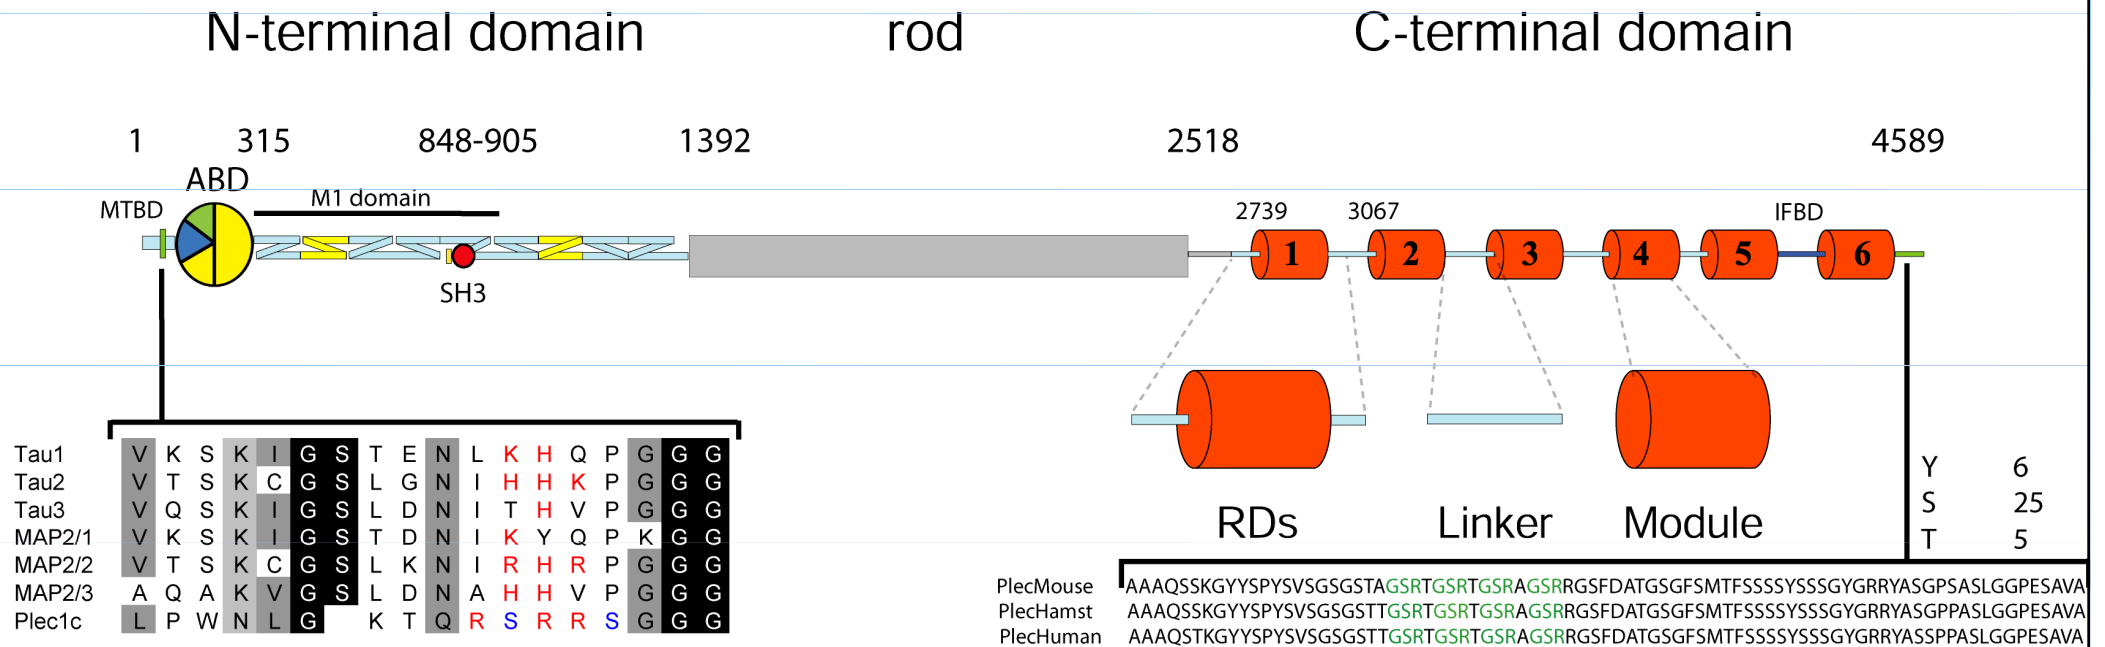 N-terminal domain rod C-terminal domain
1 315 848-905 1392 2518 4589
ABD
M1 domain
MTBD 2739 3067 IFBD
1 2 3 4 5 6
SH3
Tau1 V K S K I G S T E N L K H Q P G G G
Tau2 V T S K C G S L G N I H H K P G G G
Tau3 V Q S K I G S L D N I T H V P G G G
MAP2/1 V K S K I G S T D N I K Y Q P K G G
MAP2/2 V T S K C G S L K N I R H R P G G G
MAP2/3 A Q A K V G S L D N A H H V P G G G
Plec1c L P W N L G K T Q R S R R S G G G
RDs Linker Module
Y 6
S 25
T 5
PlecMouse AAAQSSKGYYSPYSVSGSGSTAGSRTGSRTGSRAGSRRGSFDATGSGFSMTFSSSSYSSSGYGRRYASGPSASLGGPESAVA
PlecHamst AAAQSSKGYYSPYSVSGSGSTTGSRTGSRTGSRAGSRRGSFDATGSGFSMTFSSSSYSSSGYGRRYASGPPASLGGPESAVA
PlecHuman AAAQSTKGYYSPYSVSGSGSTTGSRTGSRTGSRAGSRRGSFDATGSGFSMTFSSSSYSSSGYGRRYASSPPASLGGPESAVA